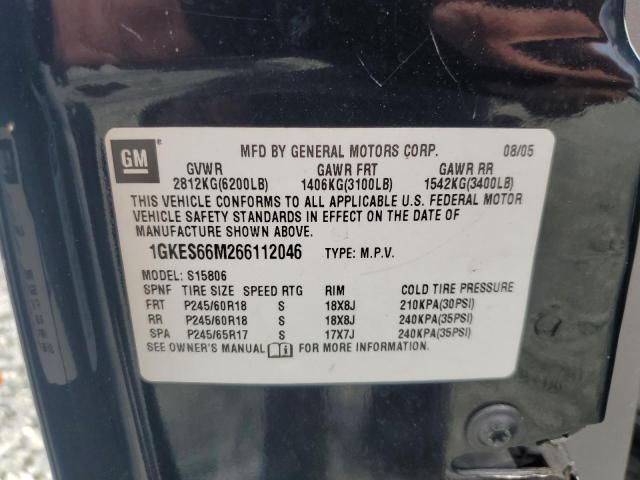 GM
MFD BY GENERAL MOTORS CORP. 08/05
GVWR GAWR FRT GAWR RR
2812KG(6200LB) 1406KG(3100LB) 1542KG(3400LB)
THIS VEHICLE CONFORMS TO ALL APPLICABLE U.S. FEDERAL MOTOR
VEHICLE SAFETY STANDARDS IN EFFECT ON THE DATE OF
MANUFACTURE SHOWN ABOVE.
1GKES66M266112046 TYPE: M.P.V.
MODEL: S15806
SPNF TIRE SIZE SPEED RTG RIM COLD TIRE PRESSURE
FRT P245/60R18 S 18X8J 210KPA(30PSI)
RR P245/60R18 S 18X8J 240KPA(35PSI)
SPA P245/65R17 S 17X7J 240KPA(35PSI)
SEE OWNER'S MANUAL FOR MORE INFORMATION.